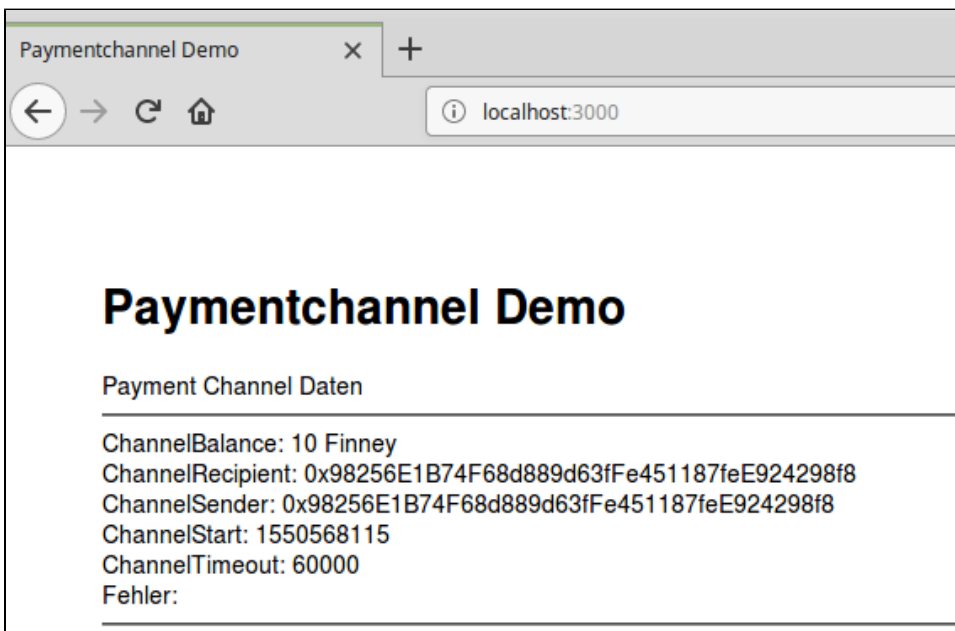 Paymentchannel Demo
localhost:3000
Paymentchannel Demo
Payment Channel Daten
ChannelBalance: 10 Finney
ChannelRecipient: 0x98256E1B74F68d889d63fFe451187feE924298f8
ChannelSender: 0x98256E1B74F68d889d63fFe451187feE924298f8
ChannelStart: 1550568115
ChannelTimeout: 60000
Fehler: